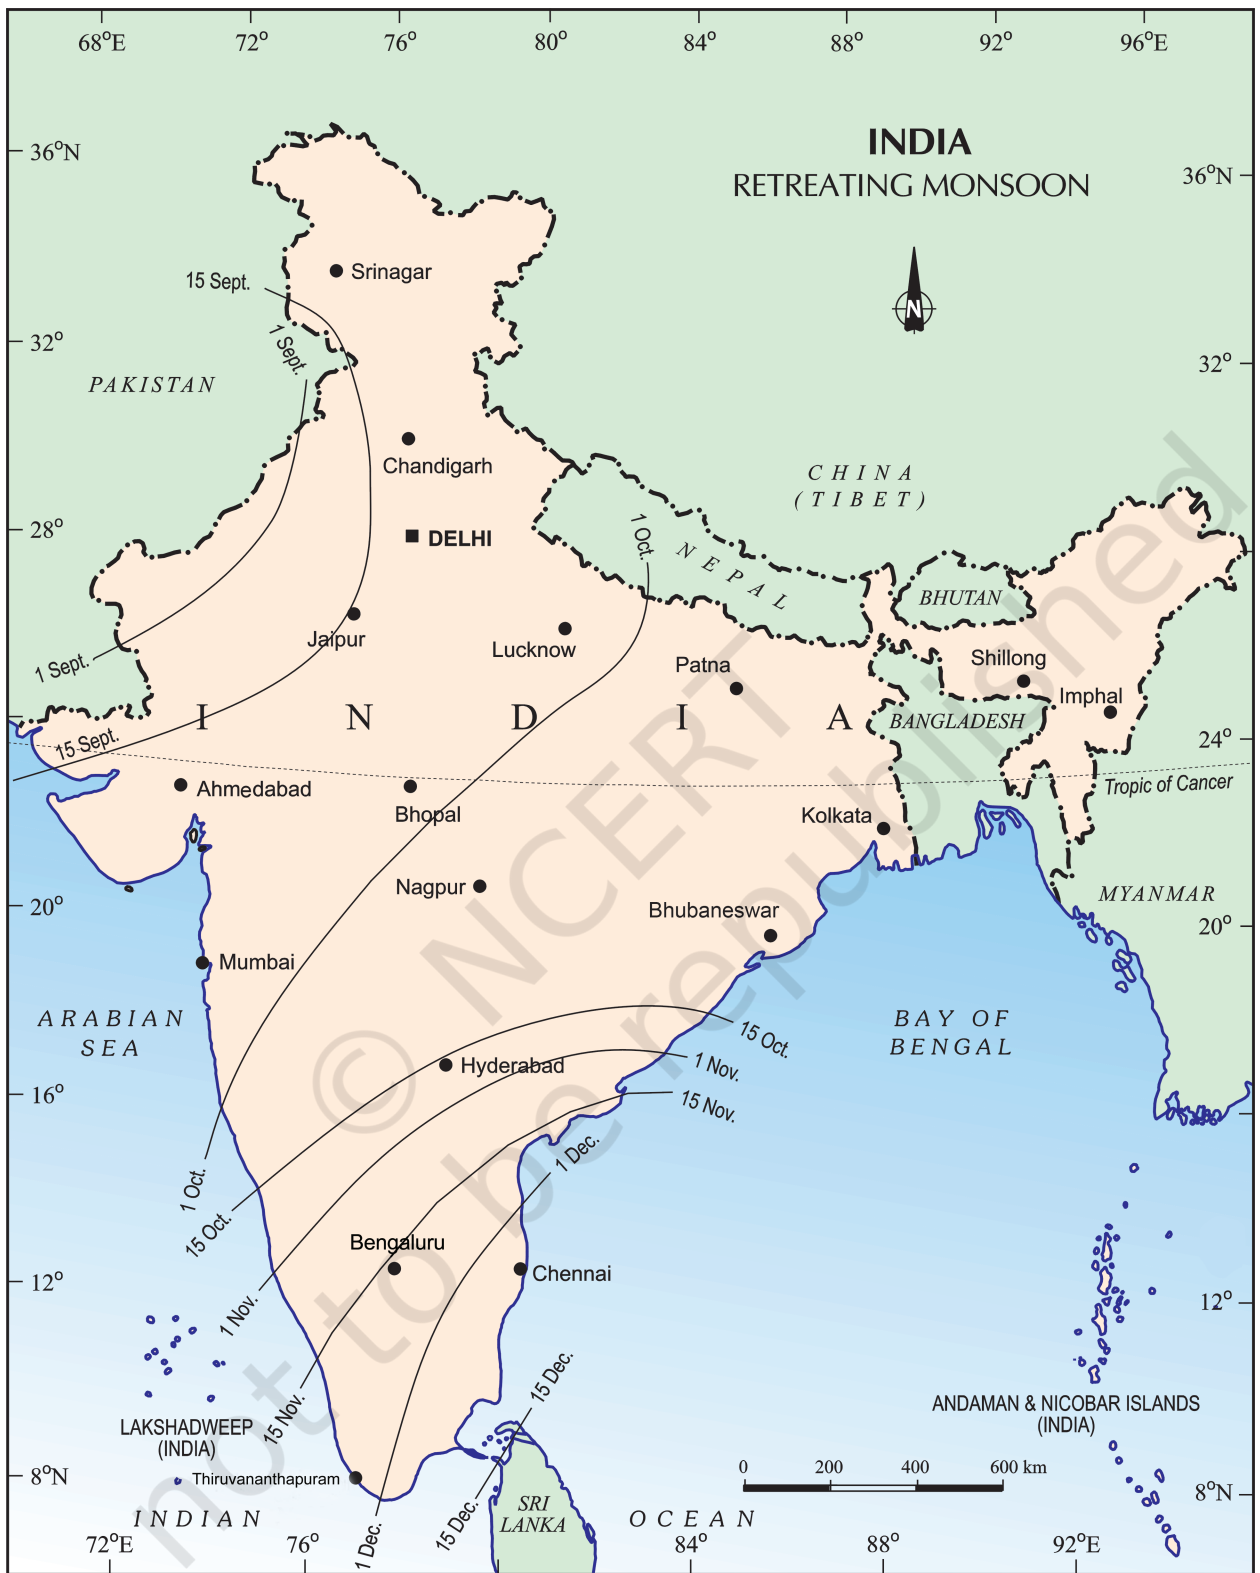 68°E 72° 76° 80° 84° 88° 92° 96°E
INDIA
RETREATING MONSOON
36°N
36°N
N
Srinagar
15 Sept.
1 Sept.
32°
32°
PAKISTAN
Chandigarh
CHINA
(TIBET)
28°
DELHI
1 Oct.
NEPAL
BHUTAN
Jaipur
Lucknow
1 Sept.
Patna
Shillong
Imphal
INDIA
BANGLADESH
15 Sept.
24°
Tropic of Cancer
Ahmedabad
Bhopal
Kolkata
Nagpur
MYANMAR
20°
Bhubaneswar
20°
Mumbai
ARABIAN
SEA
BAY OF
BENGAL
15 Oct.
Hyderabad
1 Nov.
16°
15 Nov.
1 Dec.
1 Oct.
15 Oct.
Bengaluru
Chennai
12°
12°
1 Nov.
15 Dec.
15 Nov.
LAKSHADWEEP
(INDIA)
ANDAMAN & NICOBAR ISLANDS
(INDIA)
8°N
Thiruvananthapuram
0 200 400 600 km
8°N
INDIAN
OCEAN
SRI
LANKA
15 Dec.
1 Dec.
72°E 76° 84° 88° 92°E
© NCERT
not to be republished